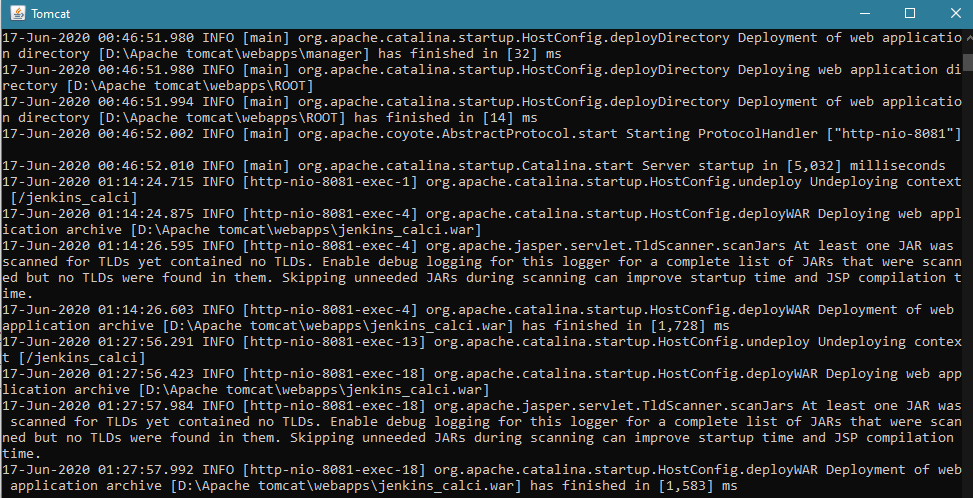 Tomcat
17-Jun-2020 00:46:51.980 INFO [main] org.apache.catalina.startup.HostConfig.deployDirectory Deployment of web applicatio
n directory [D:\Apache tomcat\webapps\manager] has finished in [32] ms
17-Jun-2020 00:46:51.980 INFO [main] org.apache.catalina.startup.HostConfig.deployDirectory Deploying web application di
rectory [D:\Apache tomcat\webapps\ROOT]
17-Jun-2020 00:46:51.994 INFO [main] org.apache.catalina.startup.HostConfig.deployDirectory Deployment of web applicatio
n directory [D:\Apache tomcat\webapps\ROOT] has finished in [14] ms
17-Jun-2020 00:46:52.002 INFO [main] org.apache.coyote.AbstractProtocol.start Starting ProtocolHandler ["http-nio-8081"]
17-Jun-2020 00:46:52.010 INFO [main] org.apache.catalina.startup.Catalina.start Server startup in [5,032] milliseconds
17-Jun-2020 01:14:24.715 INFO [http-nio-8081-exec-1] org.apache.catalina.startup.HostConfig.undeploy Undeploying context
 [/jenkins_calci]
17-Jun-2020 01:14:24.875 INFO [http-nio-8081-exec-4] org.apache.catalina.startup.HostConfig.deployWAR Deploying web appl
ication archive [D:\Apache tomcat\webapps\jenkins_calci.war]
17-Jun-2020 01:14:26.595 INFO [http-nio-8081-exec-4] org.apache.jasper.servlet.TldScanner.scanJars At least one JAR was
scanned for TLDs yet contained no TLDs. Enable debug logging for this logger for a complete list of JARs that were scann
ed but no TLDs were found in them. Skipping unneeded JARs during scanning can improve startup time and JSP compilation t
ime.
17-Jun-2020 01:14:26.603 INFO [http-nio-8081-exec-4] org.apache.catalina.startup.HostConfig.deployWAR Deployment of web
application archive [D:\Apache tomcat\webapps\jenkins_calci.war] has finished in [1,728] ms
17-Jun-2020 01:27:56.291 INFO [http-nio-8081-exec-13] org.apache.catalina.startup.HostConfig.undeploy Undeploying contex
t [/jenkins_calci]
17-Jun-2020 01:27:56.423 INFO [http-nio-8081-exec-18] org.apache.catalina.startup.HostConfig.deployWAR Deploying web app
lication archive [D:\Apache tomcat\webapps\jenkins_calci.war]
17-Jun-2020 01:27:57.984 INFO [http-nio-8081-exec-18] org.apache.jasper.servlet.TldScanner.scanJars At least one JAR was
 scanned for TLDs yet contained no TLDs. Enable debug logging for this logger for a complete list of JARs that were scan
ned but no TLDs were found in them. Skipping unneeded JARs during scanning can improve startup time and JSP compilation
time.
17-Jun-2020 01:27:57.992 INFO [http-nio-8081-exec-18] org.apache.catalina.startup.HostConfig.deployWAR Deployment of web
 application archive [D:\Apache tomcat\webapps\jenkins_calci.war] has finished in [1,583] ms